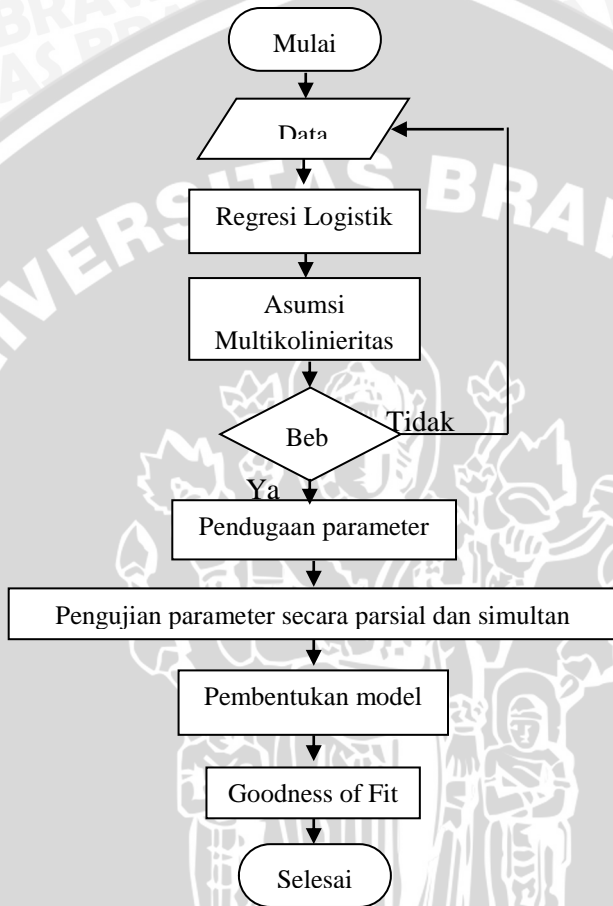 Mulai
Data
Regresi Logistik
Asumsi
Multikolinieritas
Beb
Tidak
Ya
Pendugaan parameter
Pengujian parameter secara parsial dan simultan
Pembentukan model
Goodness of Fit
Selesai